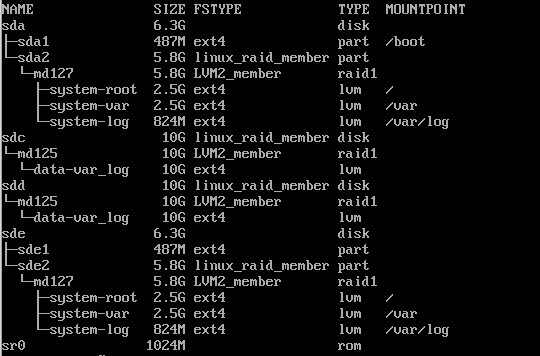 NAME SIZE FSTYPE TYPE MOUNTPOINT
sda 6.3G disk
├─sda1 487M ext4 part /boot
└─sda2 5.8G linux_raid_member part
  └─md127 5.8G LVM2_member raid1
    ├─system-root 2.5G ext4 lvm /
    ├─system-var 2.5G ext4 lvm /var
    └─system-log 824M ext4 lvm /var/log
sdc 10G linux_raid_member disk
└─md125 10G LVM2_member raid1
  └─data-var_log 10G ext4 lvm
sdd 10G linux_raid_member disk
└─md125 10G LVM2_member raid1
  └─data-var_log 10G ext4 lvm
sde 6.3G disk
├─sde1 487M ext4 part
└─sde2 5.8G linux_raid_member part
  └─md127 5.8G LVM2_member raid1
    ├─system-root 2.5G ext4 lvm /
    ├─system-var 2.5G ext4 lvm /var
    └─system-log 824M ext4 lvm /var/log
sr0 1024M rom